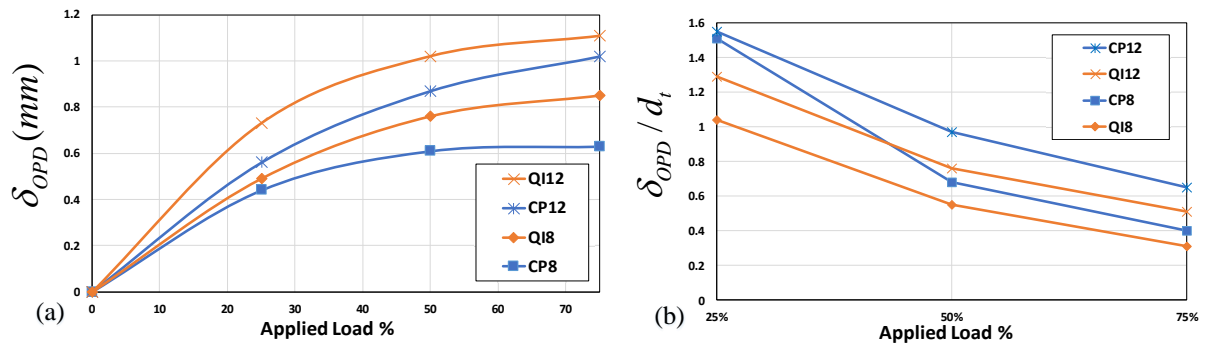 1.2
1
0.8
0.6
0.4
0.2
0
0 10 20 30 40 50 60 70
δOPD (mm)
Applied Load %
QI12
CP12
QI8
CP8
(a)
1.6
1.4
1.2
1
0.8
0.6
0.4
0.2
0
25% 50% 75%
δOPD / dt
Applied Load %
CP12
QI12
CP8
QI8
(b)